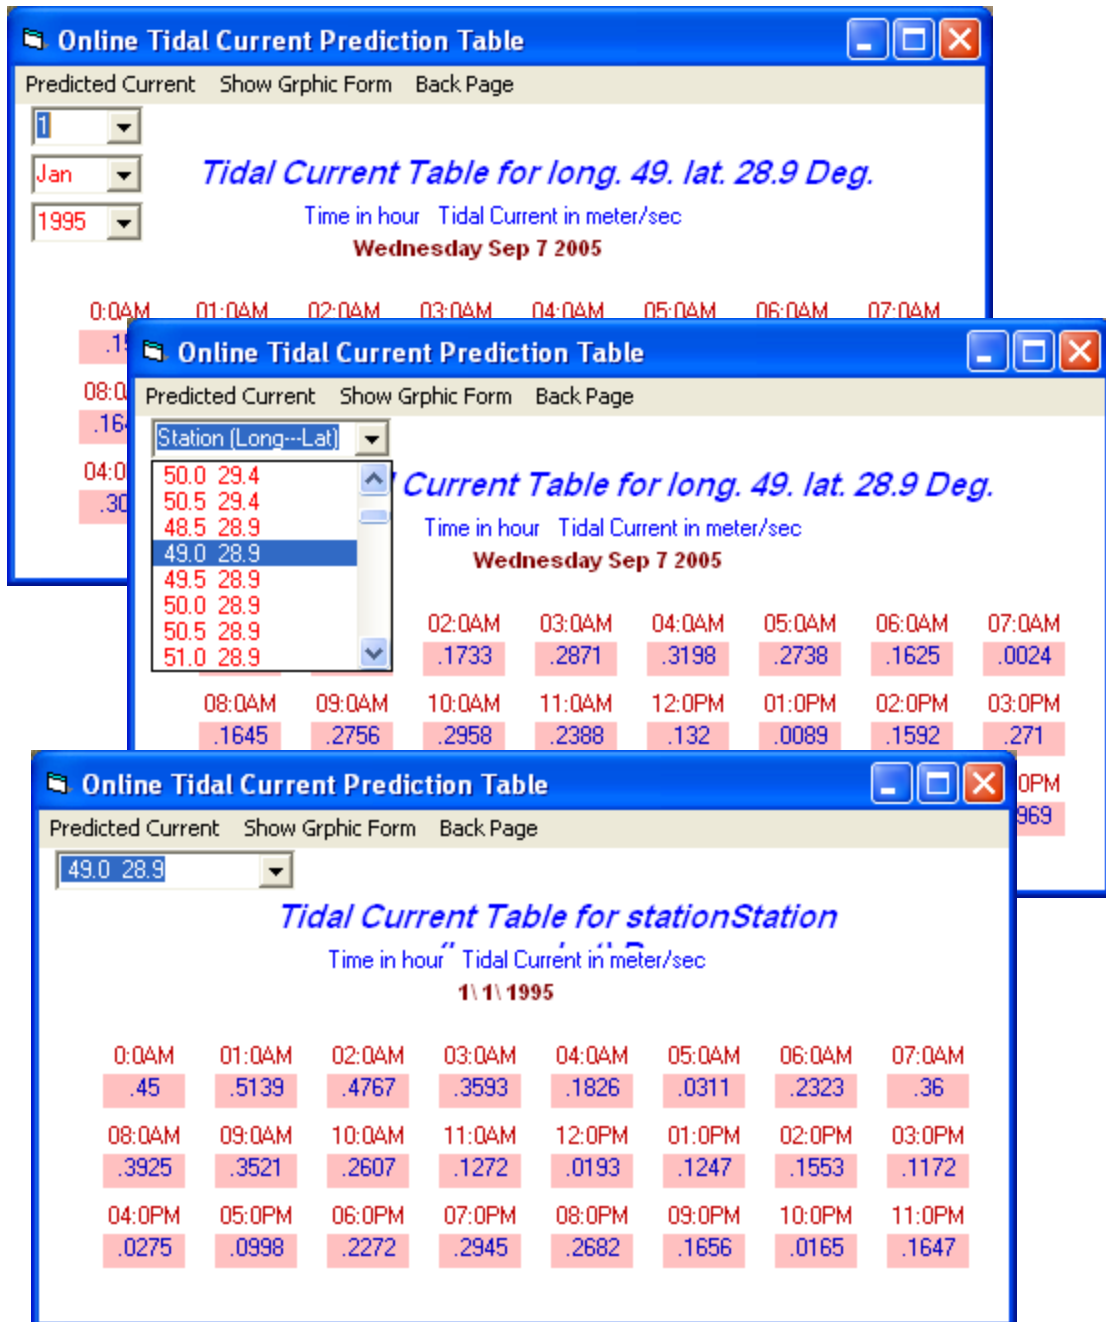 Online Tidal Current Prediction Table
Predicted Current Show Grphic Form Back Page
1
Jan
Tidal Current Table for long. 49. lat. 28.9 Deg.
1995
Time in hour Tidal Current in meter/sec
Wednesday Sep 7 2005
0:0AM 01:0AM 02:0AM 03:0AM 04:0AM 05:0AM 06:0AM 07:0AM
Online Tidal Current Prediction Table
Predicted Current Show Grphic Form Back Page
Station (Long---Lat)
50.0 29.4
50.5 29.4
48.5 28.9
49.0 28.9
49.5 28.9
50.0 28.9
50.5 28.9
51.0 28.9
Current Table for long. 49. lat. 28.9 Deg.
Time in hour Tidal Current in meter/sec
Wednesday Sep 7 2005
02:0AM 03:0AM 04:0AM 05:0AM 06:0AM 07:0AM
.1733 .2871 .3198 .2738 .1625 .0024
08:0AM 09:0AM 10:0AM 11:0AM 12:0PM 01:0PM 02:0PM 03:0PM
.1645 .2756 .2958 .2388 .132 .0089 .1592 .271
Online Tidal Current Prediction Table
Predicted Current Show Grphic Form Back Page
49.0 28.9
Tidal Current Table for stationStation
Time in hour Tidal Current in meter/sec
1\1\1995
0:0AM 01:0AM 02:0AM 03:0AM 04:0AM 05:0AM 06:0AM 07:0AM
.45 .5139 .4767 .3593 .1826 .0311 .2323 .36
08:0AM 09:0AM 10:0AM 11:0AM 12:0PM 01:0PM 02:0PM 03:0PM
.3925 .3521 .2607 .1272 .0193 .1247 .1553 .1172
04:0PM 05:0PM 06:0PM 07:0PM 08:0PM 09:0PM 10:0PM 11:0PM
.0275 .0998 .2272 .2945 .2682 .1656 .0165 .1647